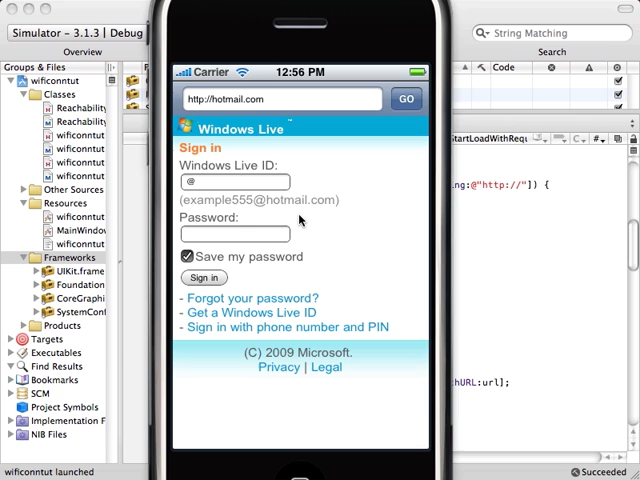 Simulator - 3.1.3 | Debug
String Matching
Overview
Search
Groups & Files
Code
wificonntut
Classes
Reachability
Reachability
wificonntut
wificonntut
Other Sources
Resources
wificonntut
MainWindow
wificonntut
Frameworks
UIKit.frame
Foundation
CoreGraphi
SystemConf
Products
Targets
Executables
Find Results
Bookmarks
SCM
Project Symbols
Implementation F
NIB Files
wificonntut launched
Carrier
12:56 PM
http://hotmail.com
GO
Windows Live
Sign in
Windows Live ID:
@
(example555@hotmail.com)
Password:
Save my password
Sign in
- Forgot your password?
- Get a Windows Live ID
- Sign in with phone number and PIN
(C) 2009 Microsoft.
Privacy | Legal
StartLoadWithRequ
C
#
ng:@"http://"]) {
hURL:url];
Succeeded